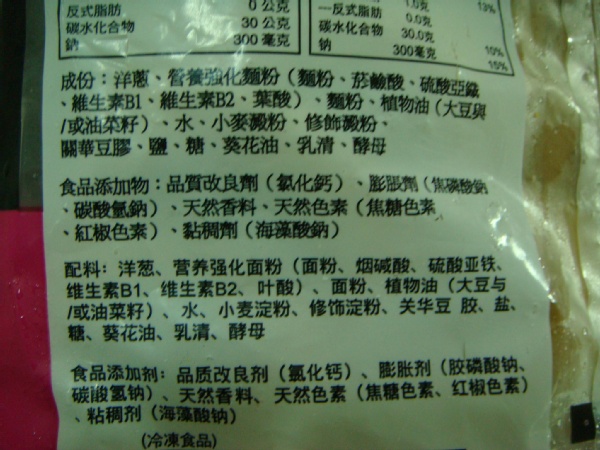 反式脂肪 0 公克
碳水化合物 30 公克
鈉 300 毫克
反式脂肪 0.0克
碳水化合物 30.0克 10%
鈉 300毫克 15%
13%
成份：洋蔥、營養強化麵粉（麵粉、菸鹼酸、硫酸亞鐵
、維生素B1、維生素B2、葉酸）、麵粉、植物油（大豆與
/或油菜籽）、水、小麥澱粉、修飾澱粉、
關華豆膠、鹽、糖、葵花油、乳清、酵母
食品添加物：品質改良劑（氯化鈣）、膨脹劑（焦磷酸鈉
、碳酸氫鈉）、天然香料、天然色素（焦糖色素
、紅椒色素）、黏稠劑（海藻酸鈉）
配料：洋葱、营养强化面粉（面粉、烟碱酸、硫酸亚铁、
维生素B1、维生素B2、叶酸）、面粉、植物油（大豆与
/或油菜籽）、水、小麦淀粉、修饰淀粉、关华豆 胶、盐、
糖、葵花油、乳清、酵母
食品添加剂：品质改良剂（氯化钙）、膨胀剂（胶磷酸钠、
碳酸氢钠）、天然香料、天然色素（焦糖色素、红椒色素）
、粘稠剂（海藻酸钠）
(冷凍食品)